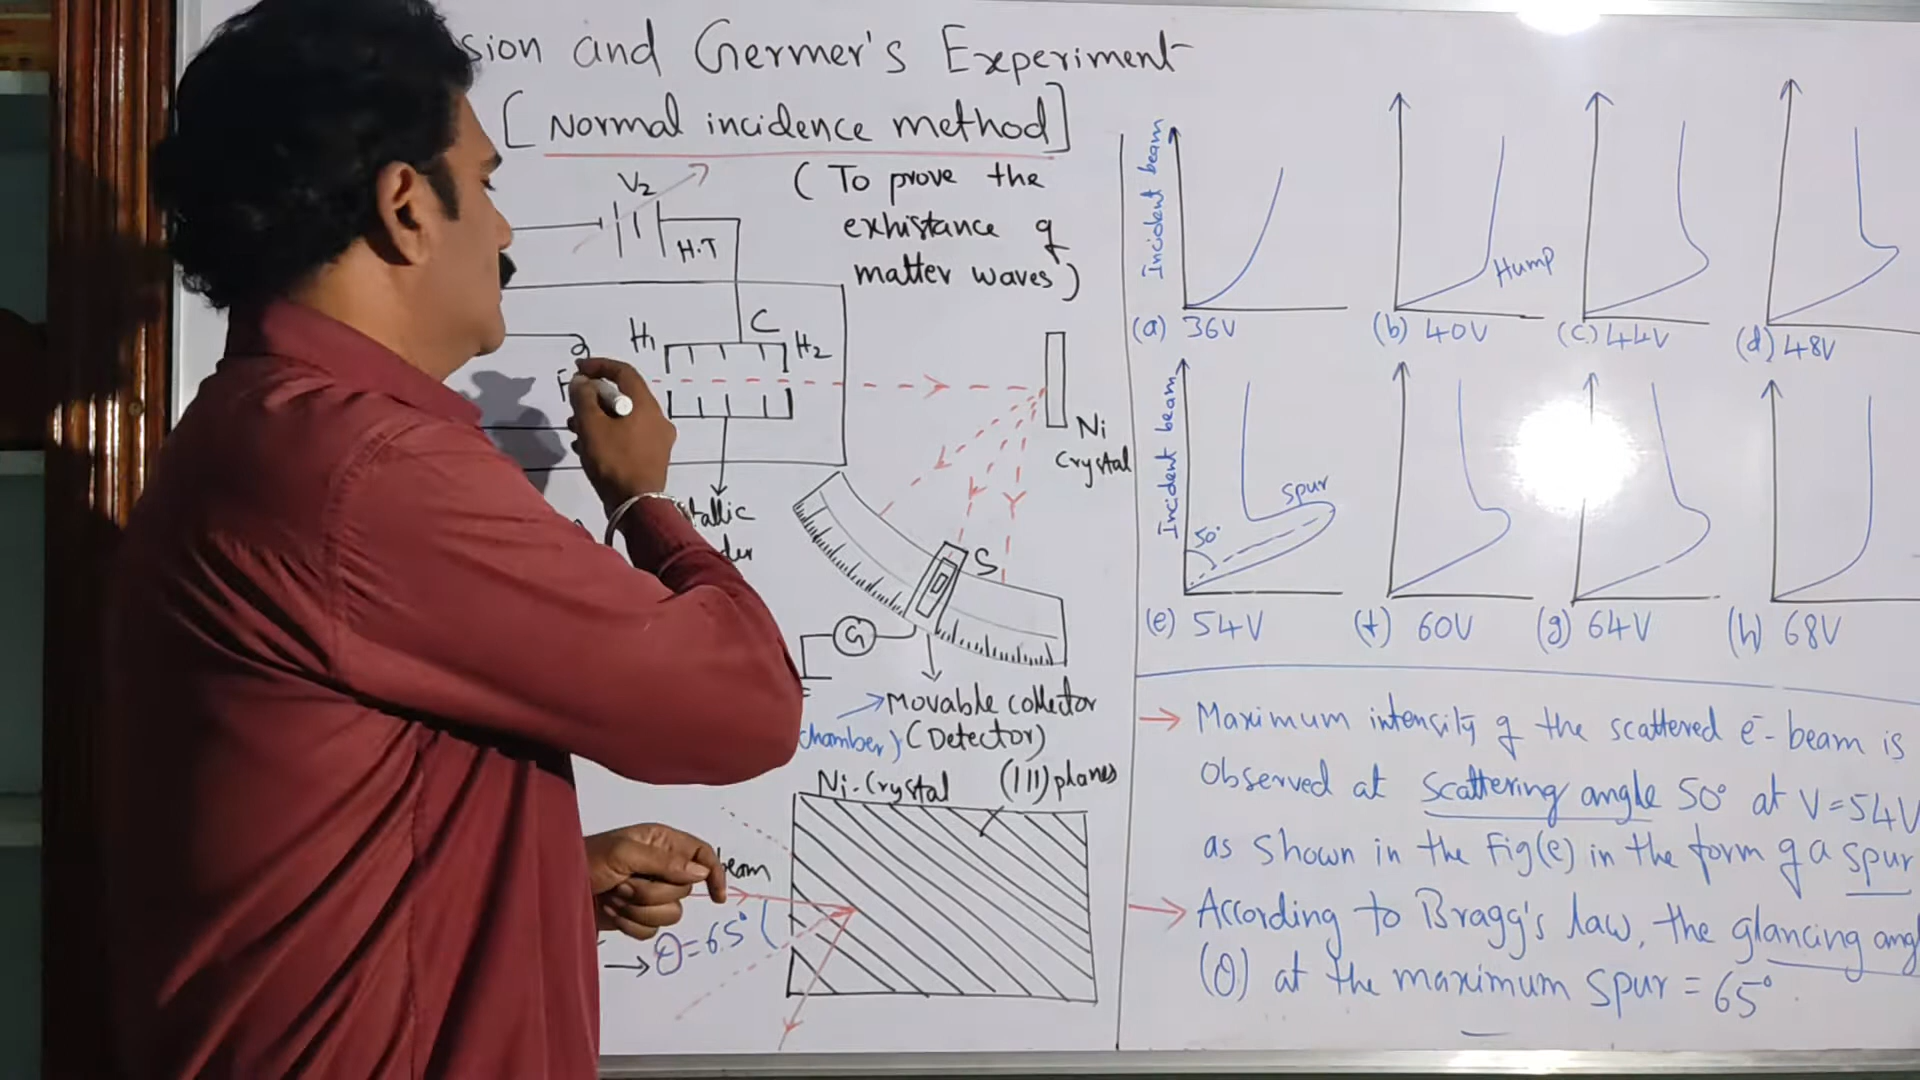 sion and Germer's Experiment
[Normal incidence method]
(To prove the
exhistance of
matter waves)
V2
H.T
C
H1
H2
F
Ni
Crystal
S
G
Movable collector
chamber) (Detector)
Ni-Crystal
(111) planes
beam
→ θ = 65°
Incident beam
(a) 36V
Hump
(b) 40V
(c) 44V
(d) 48V
Incident beam
50°
Spur
(e) 54V
(f) 60V
(g) 64V
(h) 68V
→ Maximum intensity of the scattered e⁻-beam is
observed at scattering angle 50° at V=54V
as shown in the Fig(e) in the form of a spur
→ According to Bragg's law, the glancing ang
(θ) at the maximum spur = 65°